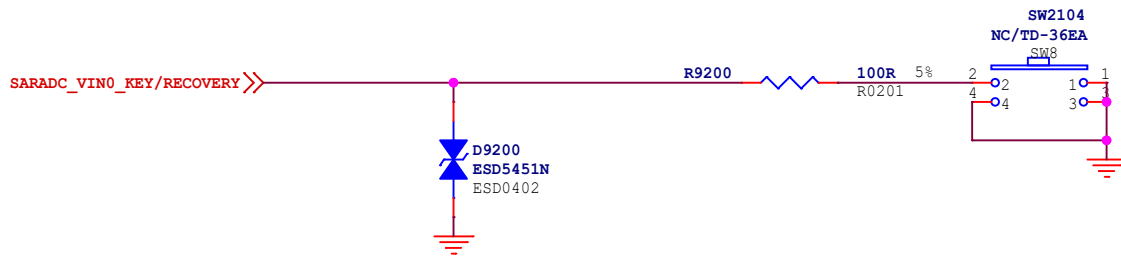 SW2104
NC/TD-36EA
SW8
SARADC_VIN0_KEY/RECOVERY
R9200
100R 5%
R0201
2 2 1 1
4 4 3 3
D9200
ESD5451N
ESD0402